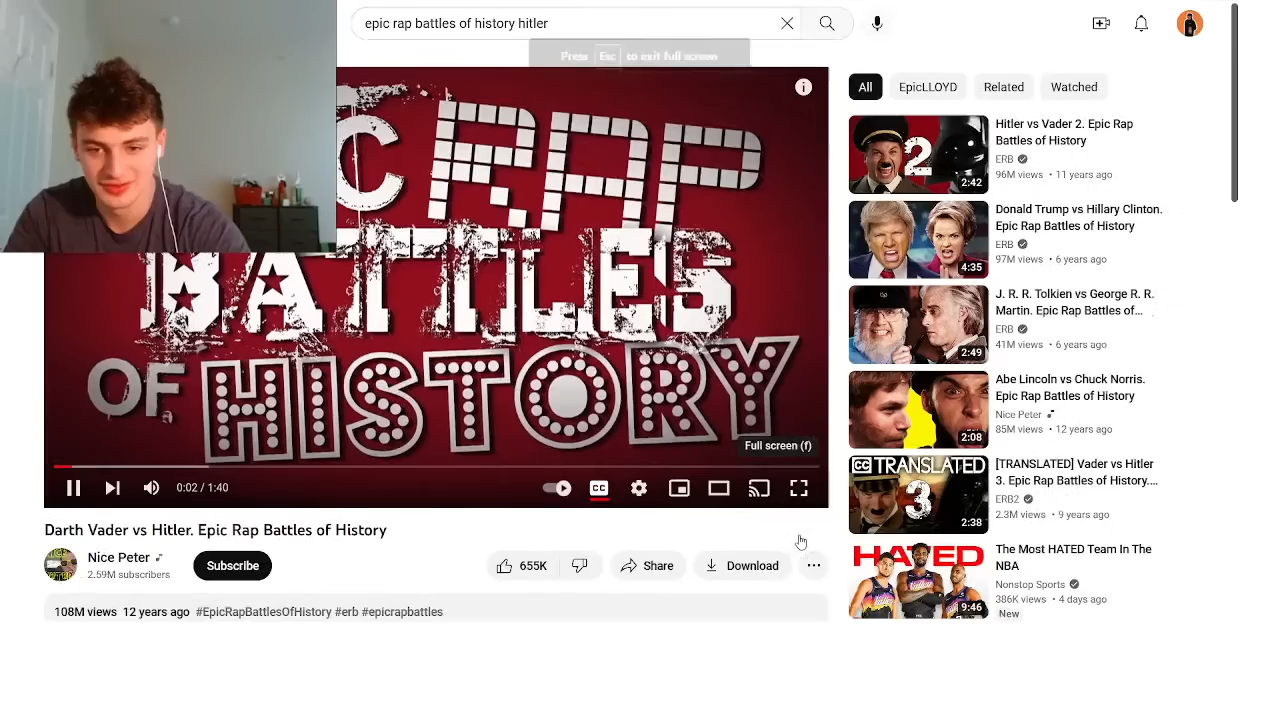 epic rap battles of history hitler
Press Esc to exit full screen
C RAP
BATTLES
OF HISTORY
Full screen (f)
0:02 / 1:40
CC
Darth Vader vs Hitler. Epic Rap Battles of History
Nice Peter
2.59M subscribers
Subscribe
655K
Share
Download
108M views 12 years ago #EpicRapBattlesOfHistory #erb #epicrapbattles
All
EpicLLOYD
Related
Watched
2
2:42
Hitler vs Vader 2. Epic Rap
Battles of History
ERB
96M views • 11 years ago
4:35
Donald Trump vs Hillary Clinton.
Epic Rap Battles of History
ERB
97M views • 6 years ago
2:49
J. R. R. Tolkien vs George R. R.
Martin. Epic Rap Battles of...
ERB
41M views • 6 years ago
2:08
Abe Lincoln vs Chuck Norris.
Epic Rap Battles of History
Nice Peter
85M views • 12 years ago
CC TRANSLATED
3
2:38
[TRANSLATED] Vader vs Hitler
3. Epic Rap Battles of History....
ERB2
2.3M views • 9 years ago
HATED
9:46
The Most HATED Team In The
NBA
Nonstop Sports
386K views • 4 days ago
New